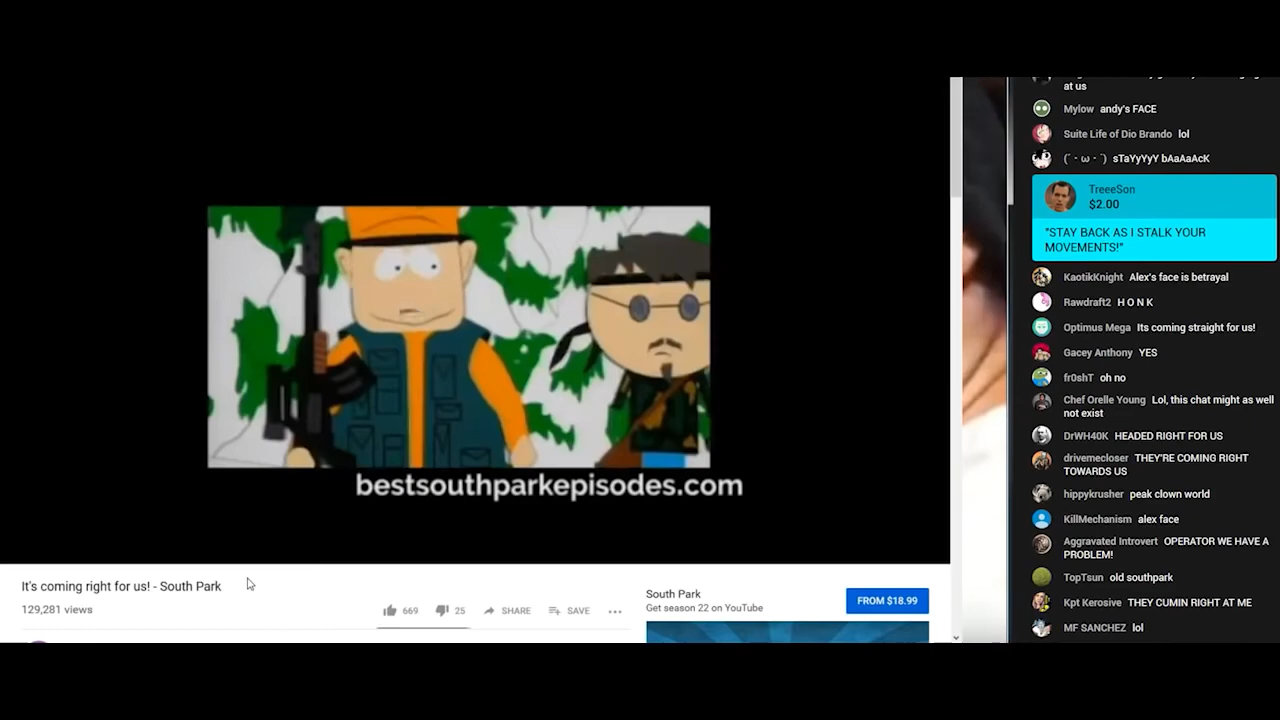 at us
Mylow andy's FACE
Suite Life of Dio Brando lol
(´･ω･`) sTaYyYyY bAaAaAcK
TreeeSon
$2.00
"STAY BACK AS I STALK YOUR
MOVEMENTS!"
KaotikKnight Alex's face is betrayal
Rawdraft2 H O N K
Optimus Mega Its coming straight for us!
Gacey Anthony YES
fr0shT oh no
Chef Orelle Young Lol, this chat might as well
not exist
DrWH40K HEADED RIGHT FOR US
drivemecloser THEY'RE COMING RIGHT
TOWARDS US
hippykrusher peak clown world
KillMechanism alex face
Aggravated Introvert OPERATOR WE HAVE A
PROBLEM!
TopTsun old southpark
Kpt Kerosive THEY CUMIN RIGHT AT ME
MF SANCHEZ lol
bestsouthparkepisodes.com
It's coming right for us! - South Park
129,281 views
669 25 SHARE SAVE
South Park
Get season 22 on YouTube
FROM $18.99